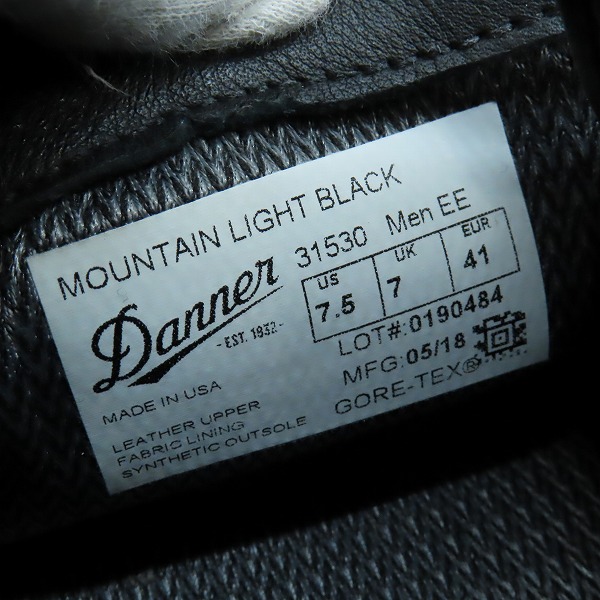 MOUNTAIN LIGHT BLACK
31530 Men EE
Danner
- EST. 1932 -
US UK EUR
7.5 7 41
LOT#:0190484
MFG:05/18
GORE-TEX®
MADE IN USA
LEATHER UPPER
FABRIC LINING
SYNTHETIC OUTSOLE